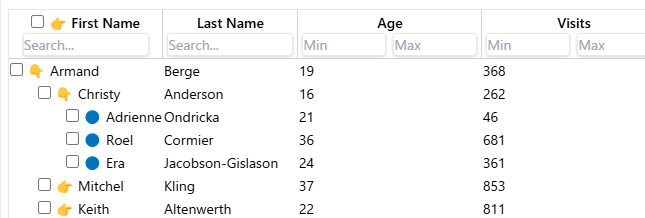 👉 First Name Last Name Age Visits
Search... Search... Min Max Min Max
👇 Armand Berge 19 368
👇 Christy Anderson 16 262
🔵 Adrienne Ondricka 21 46
🔵 Roel Cormier 36 681
🔵 Era Jacobson-Gislason 24 361
👉 Mitchel Kling 37 853
👉 Keith Altenwerth 22 811